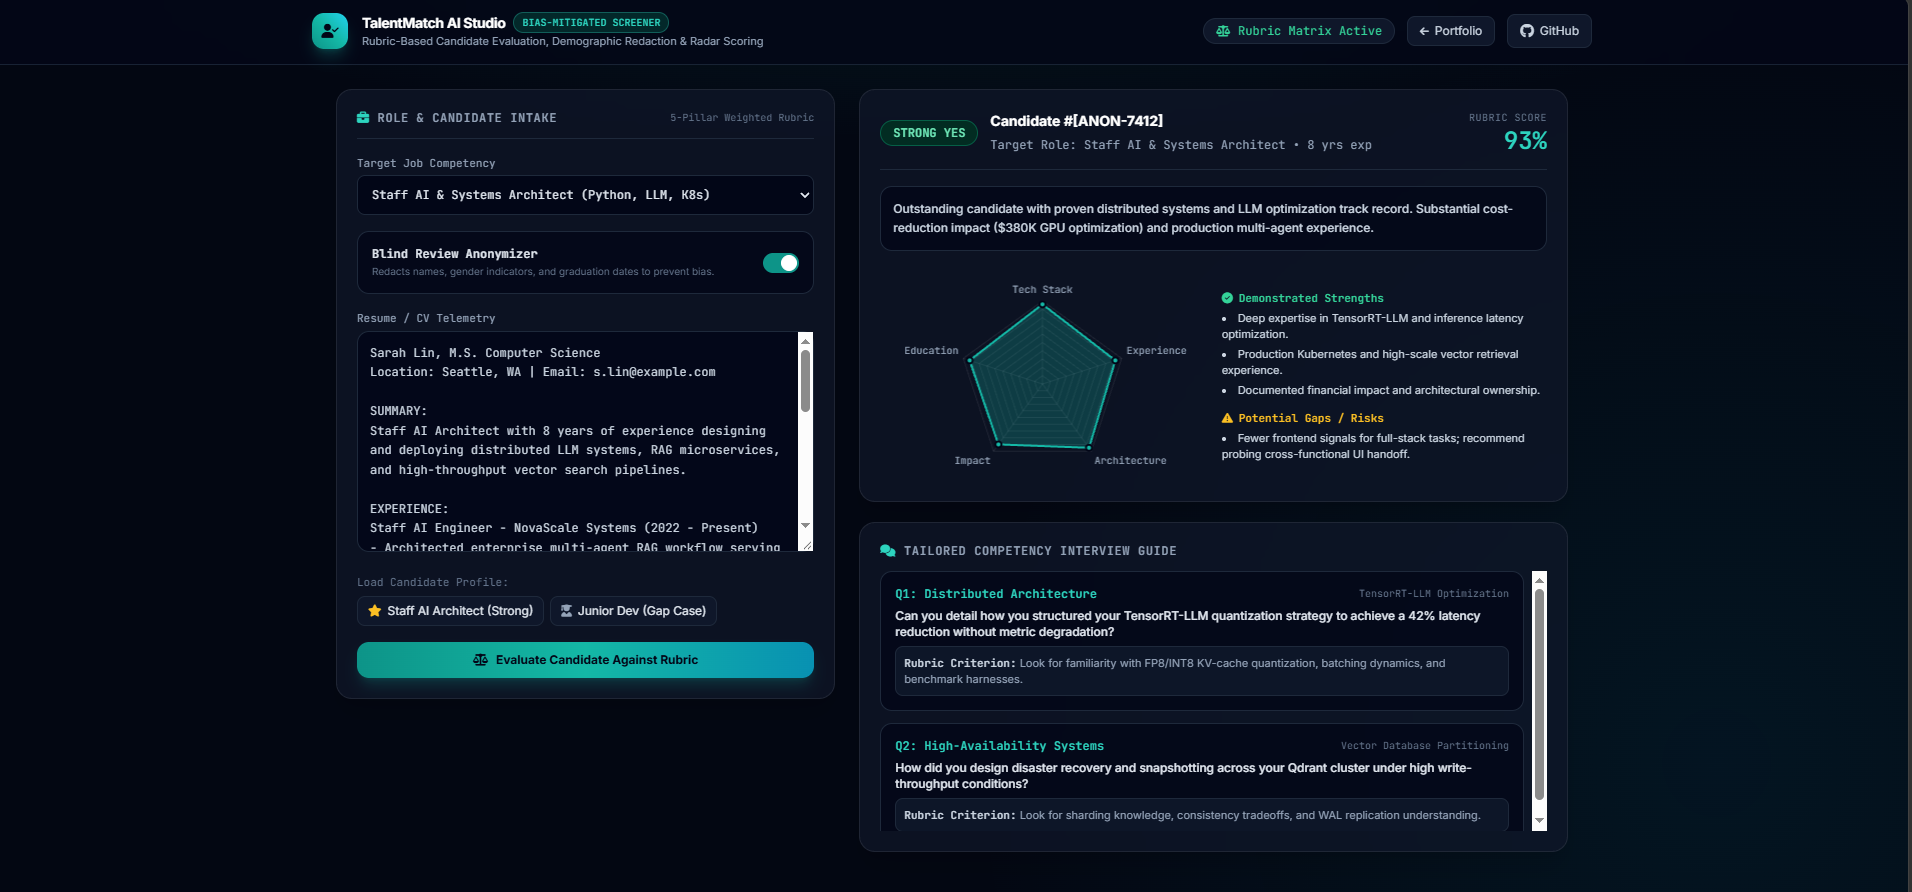 TalentMatch AI Studio
BIAS-MITIGATED SCREENER
Rubric-Based Candidate Evaluation, Demographic Redaction & Radar Scoring
Rubric Matrix Active
← Portfolio
GitHub
ROLE & CANDIDATE INTAKE
5-Pillar Weighted Rubric
Target Job Competency
Staff AI & Systems Architect (Python, LLM, K8s)
Blind Review Anonymizer
Redacts names, gender indicators, and graduation dates to prevent bias.
Resume / CV Telemetry
Sarah Lin, M.S. Computer Science
Location: Seattle, WA | Email: s.lin@example.com
SUMMARY:
Staff AI Architect with 8 years of experience designing
and deploying distributed LLM systems, RAG microservices,
and high-throughput vector search pipelines.
EXPERIENCE:
Staff AI Engineer - NovaScale Systems (2022 - Present)
- Architected enterprise multi-agent RAG workflow serving
Load Candidate Profile:
Staff AI Architect (Strong)
Junior Dev (Gap Case)
Evaluate Candidate Against Rubric
STRONG YES
Candidate #[ANON-7412]
Target Role: Staff AI & Systems Architect • 8 yrs exp
RUBRIC SCORE
93%
Outstanding candidate with proven distributed systems and LLM optimization track record. Substantial cost-
reduction impact ($380K GPU optimization) and production multi-agent experience.
Tech Stack
Education
Experience
Impact
Architecture
Demonstrated Strengths
• Deep expertise in TensorRT-LLM and inference latency
optimization.
• Production Kubernetes and high-scale vector retrieval
experience.
• Documented financial impact and architectural ownership.
Potential Gaps / Risks
• Fewer frontend signals for full-stack tasks; recommend
probing cross-functional UI handoff.
TAILORED COMPETENCY INTERVIEW GUIDE
Q1: Distributed Architecture
TensorRT-LLM Optimization
Can you detail how you structured your TensorRT-LLM quantization strategy to achieve a 42% latency
reduction without metric degradation?
Rubric Criterion: Look for familiarity with FP8/INT8 KV-cache quantization, batching dynamics, and
benchmark harnesses.
Q2: High-Availability Systems
Vector Database Partitioning
How did you design disaster recovery and snapshotting across your Qdrant cluster under high write-
throughput conditions?
Rubric Criterion: Look for sharding knowledge, consistency tradeoffs, and WAL replication understanding.